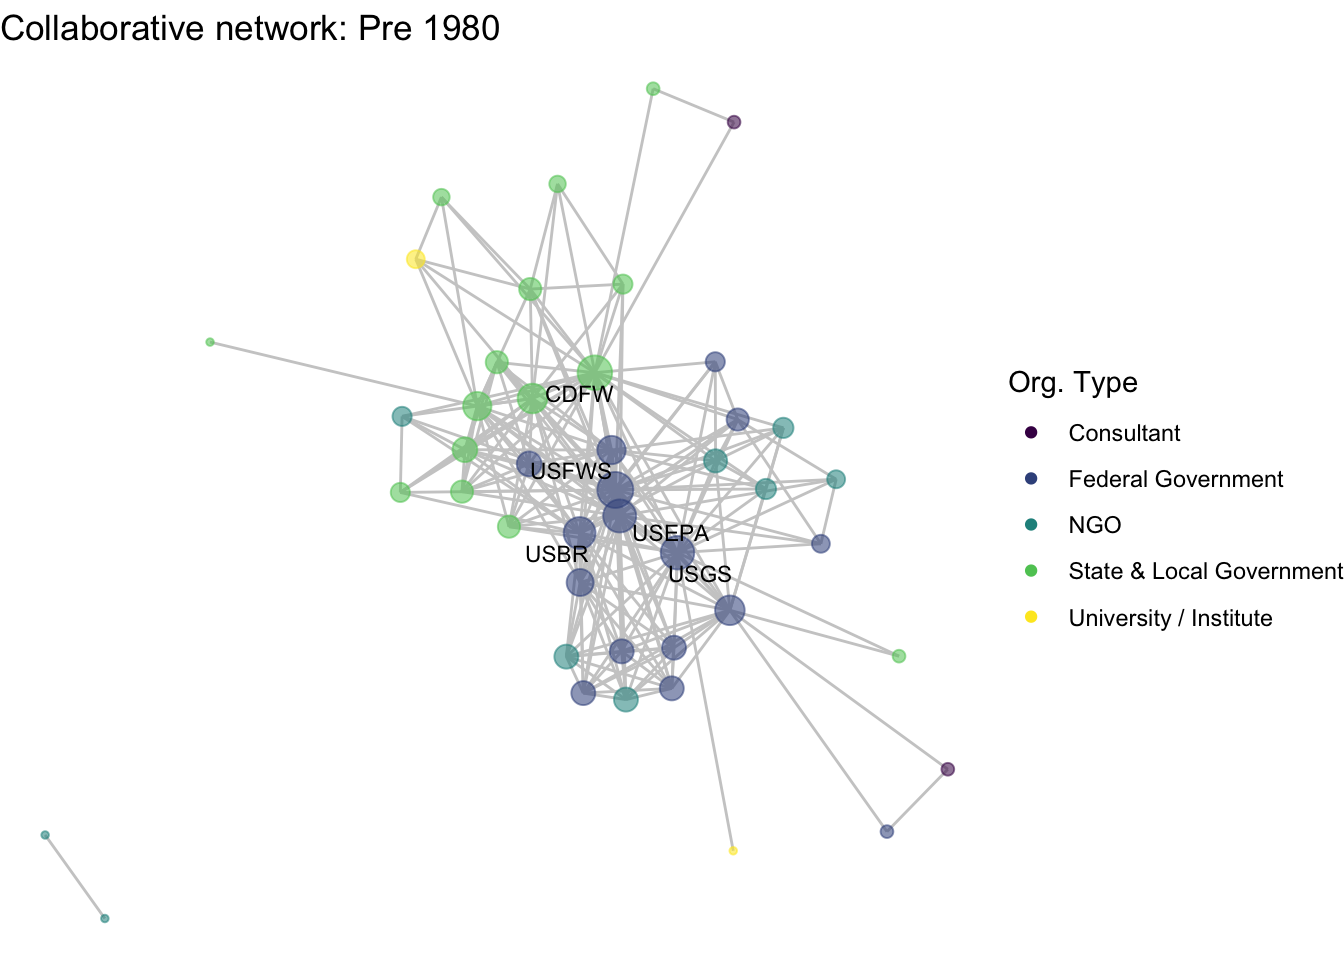 Collaborative network: Pre 1980
CDFW
USFWS
USEPA
USBR
USGS
Org. Type
Consultant
Federal Government
NGO
State & Local Government
University / Institute